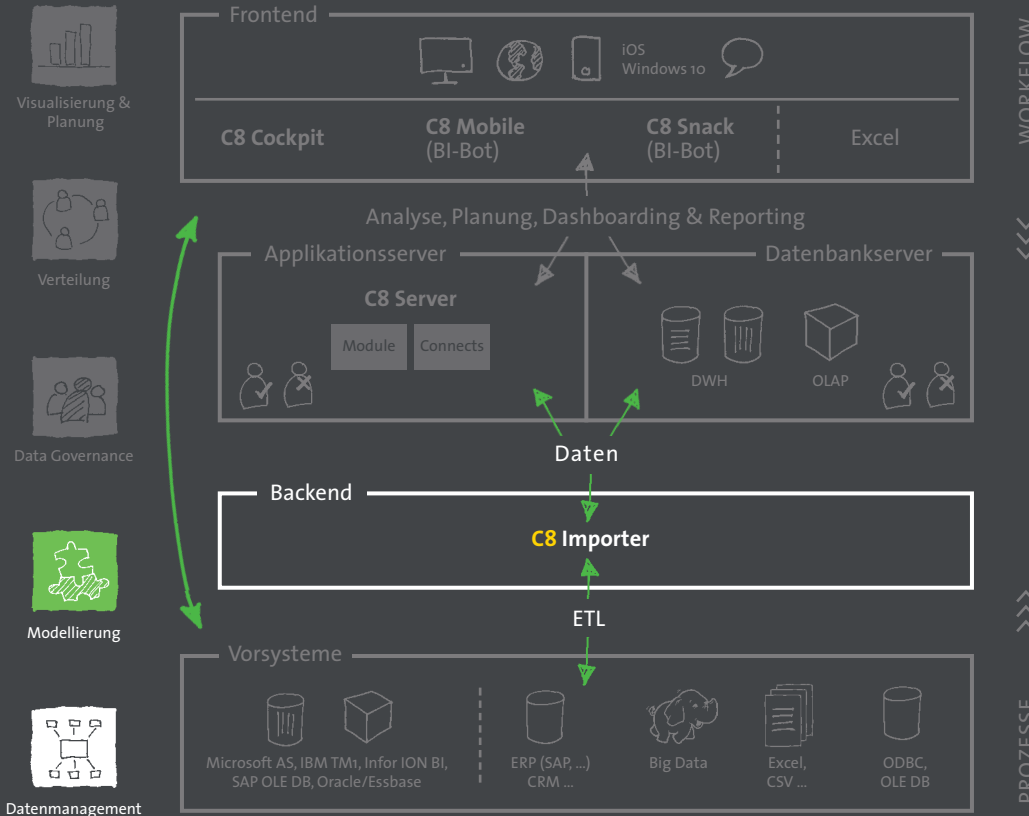 Frontend
iOS
Windows 10
C8 Cockpit
C8 Mobile
(BI-Bot)
C8 Snack
(BI-Bot)
Excel
Analyse, Planung, Dashboarding & Reporting
Applikationsserver
Datenbankserver
C8 Server
Module
Connects
DWH
OLAP
Daten
Backend
C8 Importer
ETL
Vorsysteme
Microsoft AS, IBM TM1, Infor ION BI,
SAP OLE DB, Oracle/Essbase
ERP (SAP, ...)
CRM ...
Big Data
Excel,
CSV ...
ODBC,
OLE DB
Visualisierung &
Planung
Verteilung
Data Governance
Modellierung
Datenmanagement
WORKFLOW
PROZESSE